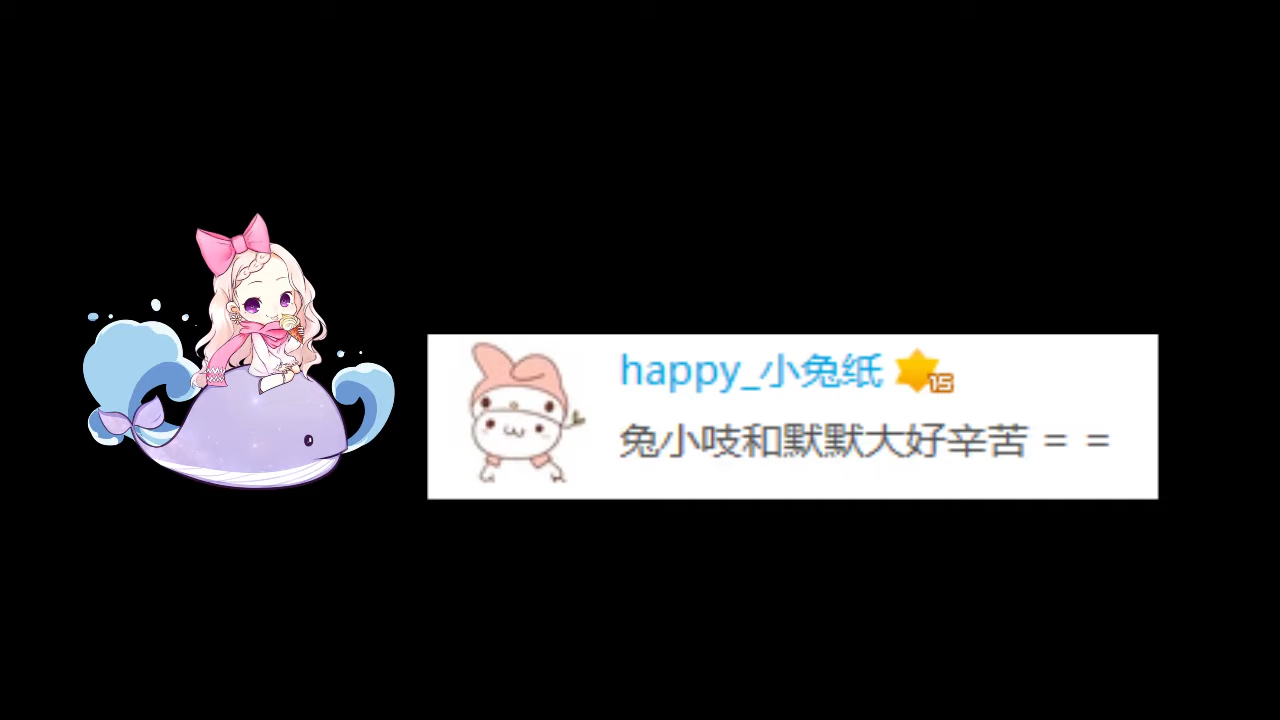 happy_小兔纸 15
兔小吱和默默大好辛苦 = =